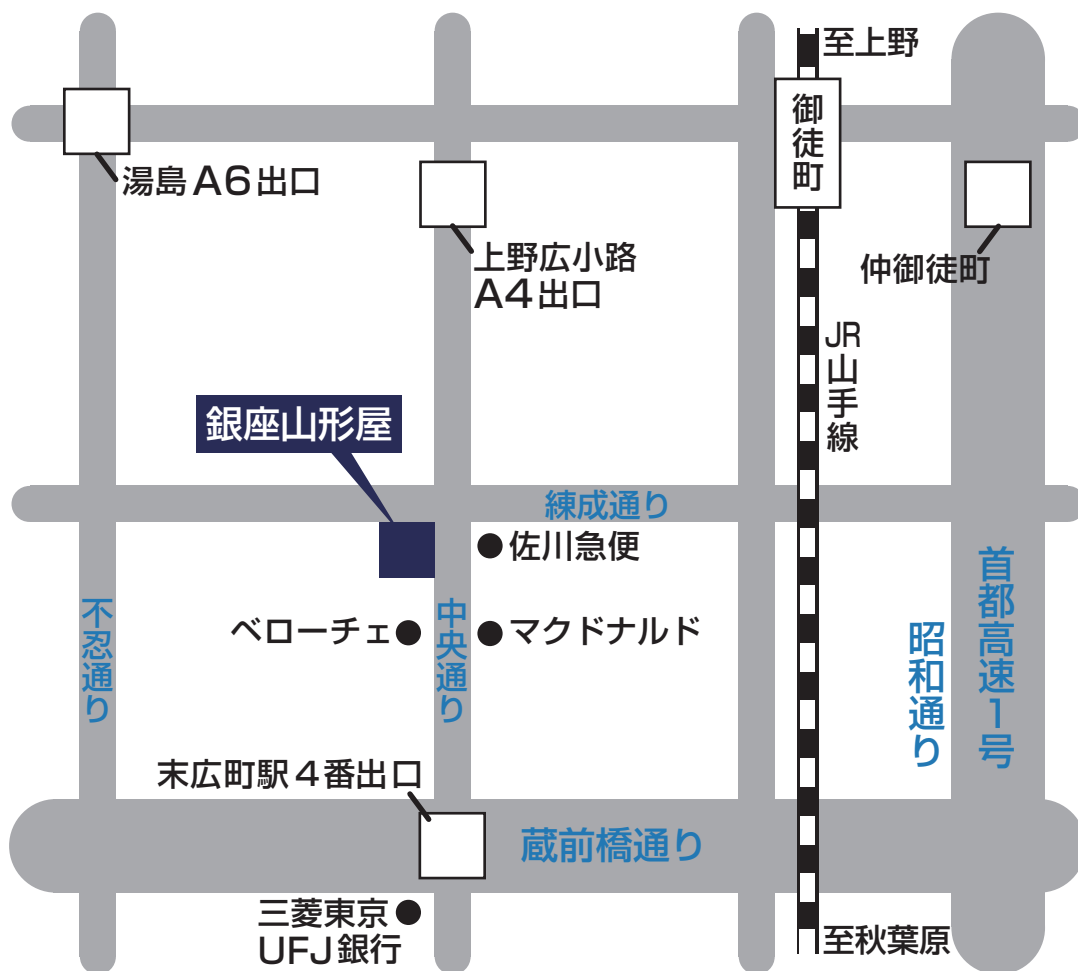 至上野
御徒町
湯島A6出口
上野広小路
A4出口
仲御徒町
JR山手線
銀座山形屋
練成通り
佐川急便
首都高速1号
不忍通り
中央通り
昭和通り
ベローチェ
マクドナルド
末広町駅4番出口
蔵前橋通り
三菱東京
UFJ銀行
至秋葉原